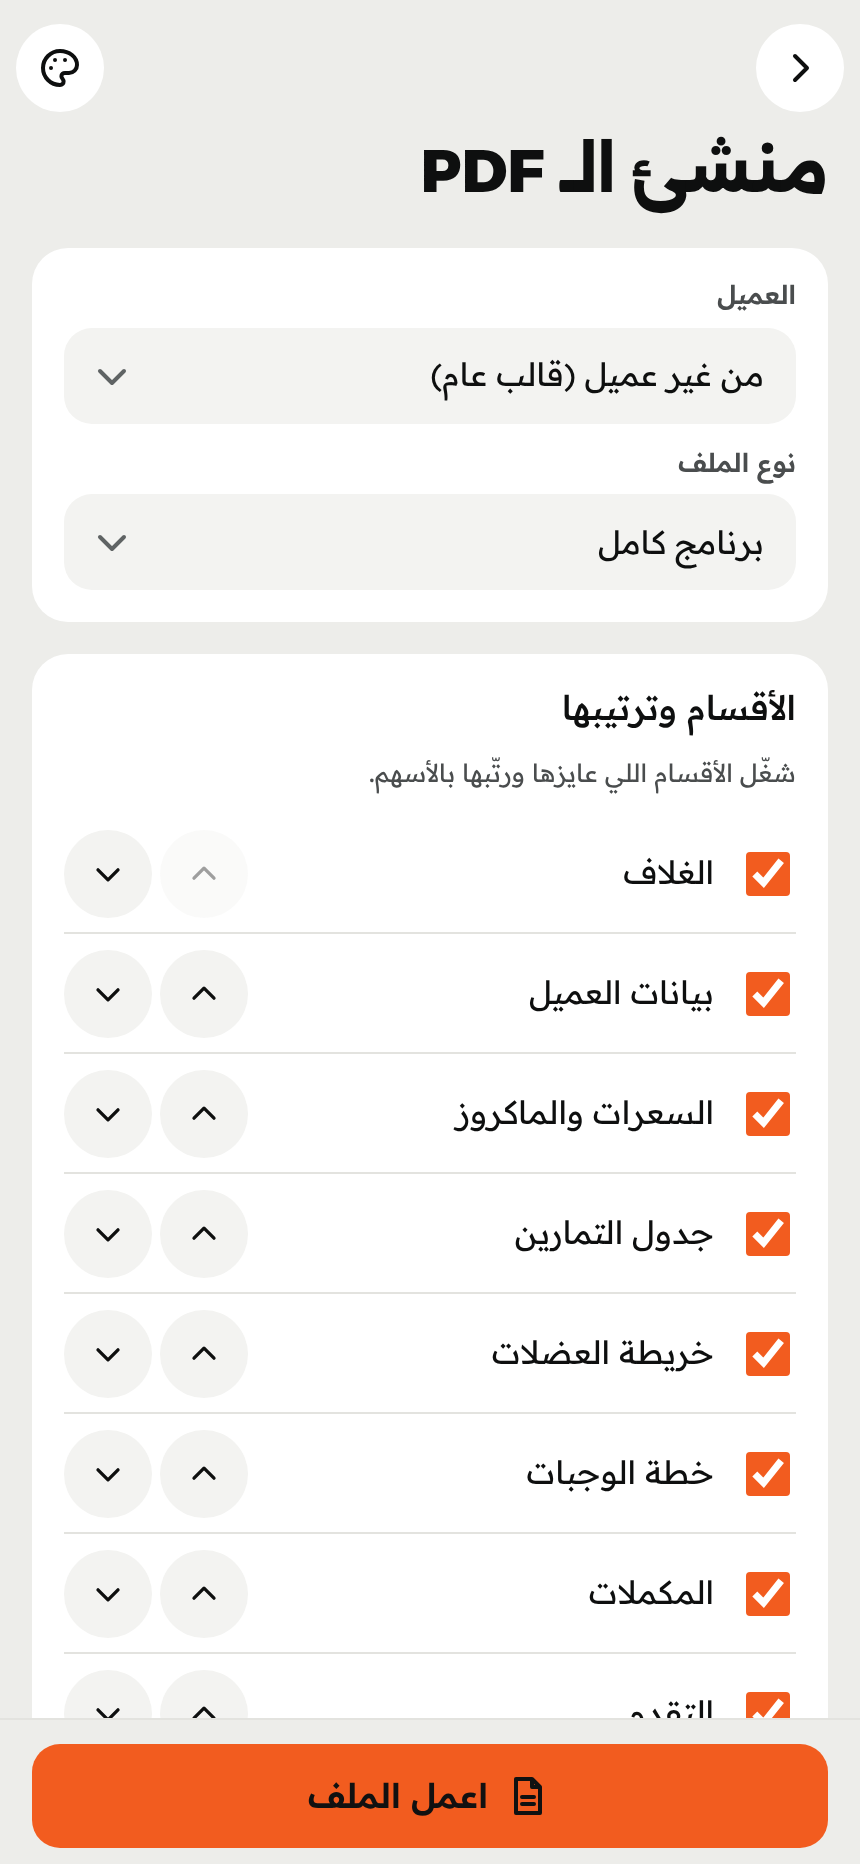 منشئ الـ PDF
العميل
من غير عميل (قالب عام)
نوع الملف
برنامج كامل
الأقسام وترتيبها
شغّل الأقسام اللي عايزها ورتّبها بالأسهم.
الغلاف
بيانات العميل
السعرات والماكروز
جدول التمارين
خريطة العضلات
خطة الوجبات
المكملات
التقدم
اعمل الملف